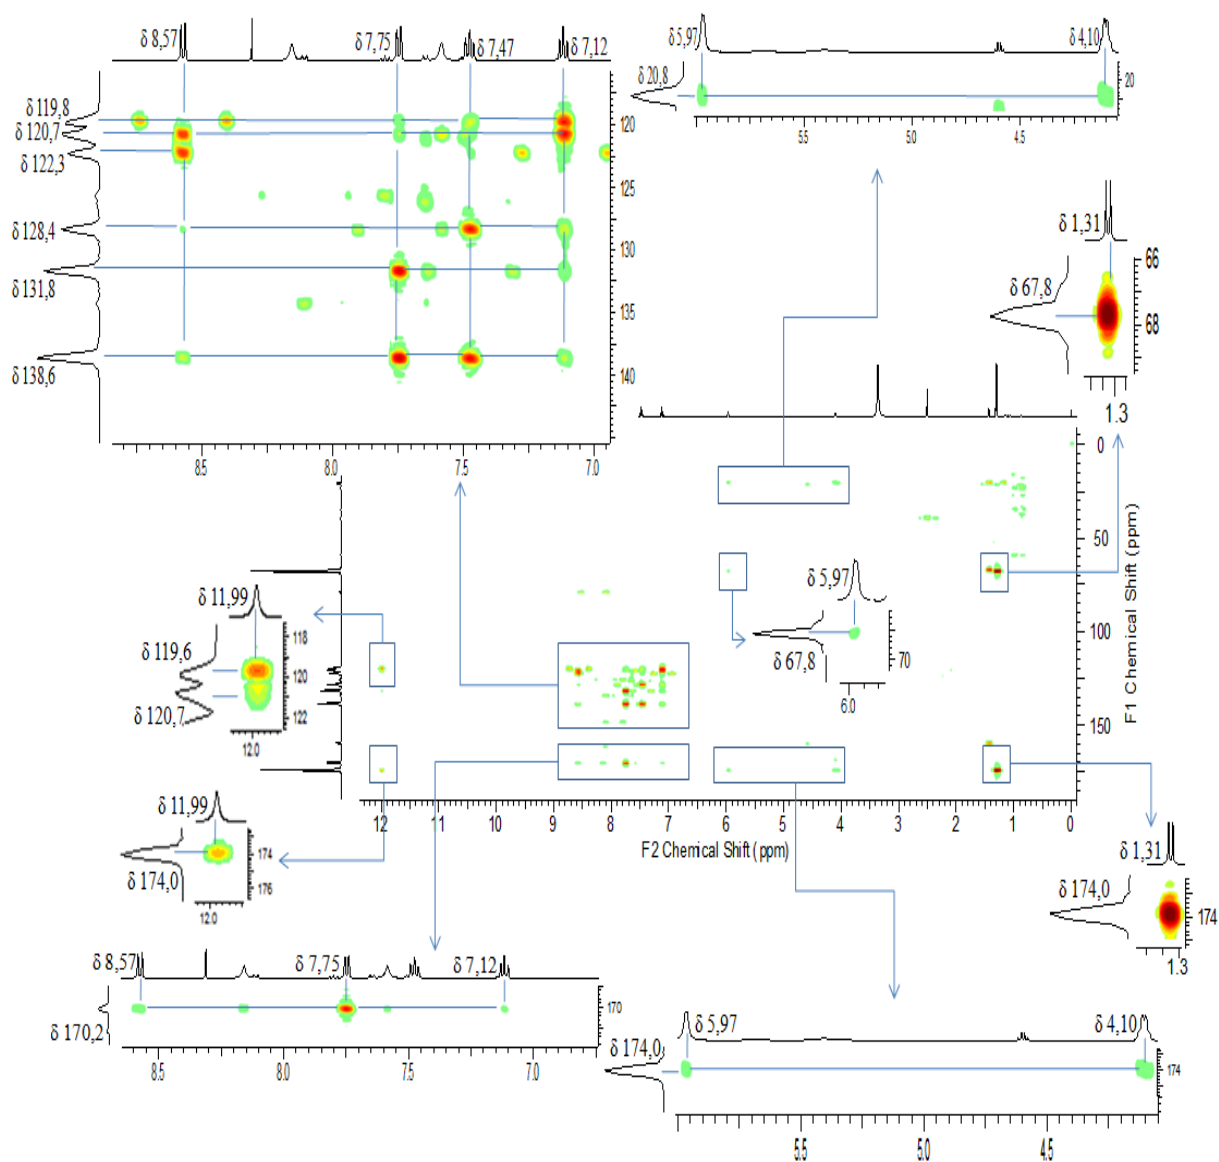 δ 8,57 δ 7,75 δ 7,47 δ 7,12
δ 119,8
δ 120,7
δ 122,3
δ 128,4
δ 131,8
δ 138,6
120
125
130
135
140
8.5 8.0 7.5 7.0
δ 5,97 δ 4,10
δ 20,8
20
5.5 5.0 4.5
δ 1,31
δ 67,8
66
68
1.3
0
50
100
150
F1 Chemical Shift (ppm)
12 11 10 9 8 7 6 5 4 3 2 1 0
F2 Chemical Shift (ppm)
δ 5,97
δ 67,8
70
6.0
δ 11,99
δ 119,6
δ 120,7
118
120
122
12.0
δ 11,99
δ 174,0
174
176
12.0
δ 1,31
δ 174,0
174
1.3
δ 8,57 δ 7,75 δ 7,12
δ 170,2
170
8.5 8.0 7.5 7.0
δ 5,97 δ 4,10
δ 174,0
174
5.5 5.0 4.5